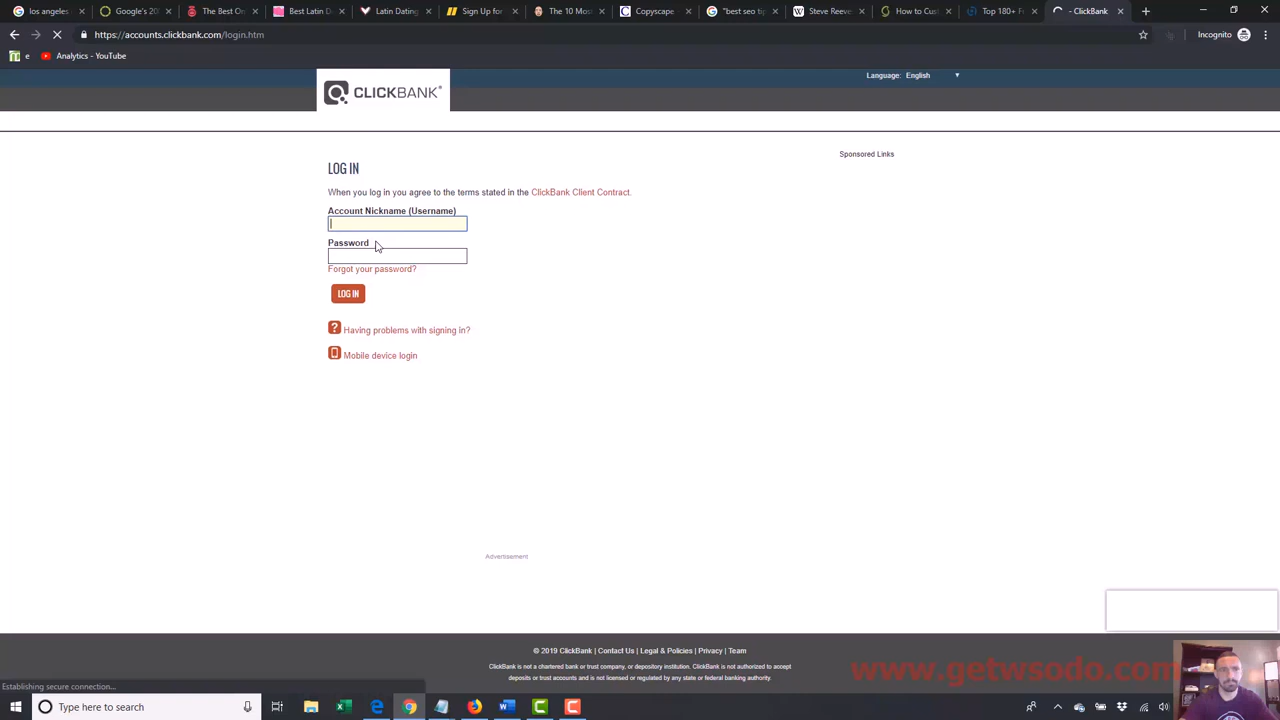 los angeles
Google's 20
The Best On
Best Latin D
Latin Dating
Sign Up for
The 10 Most
Copyscape
"best seo tip
Steve Reeve
How to Cus
Top 180+ F
- ClickBank
https://accounts.clickbank.com/login.htm
Incognito
e
Analytics - YouTube
Language: English
CLICKBANK®
Sponsored Links
LOG IN
When you log in you agree to the terms stated in the ClickBank Client Contract.
Account Nickname (Username)
Password
Forgot your password?
LOG IN
Having problems with signing in?
Mobile device login
Advertisement
© 2019 ClickBank | Contact Us | Legal & Policies | Privacy | Team
ClickBank is not a chartered bank or trust company, or depository institution. ClickBank is not authorized to accept
deposits or trust accounts and is not licensed or regulated by any state or federal banking authority.
www.getwsodo.com
Establishing secure connection...
Type here to search